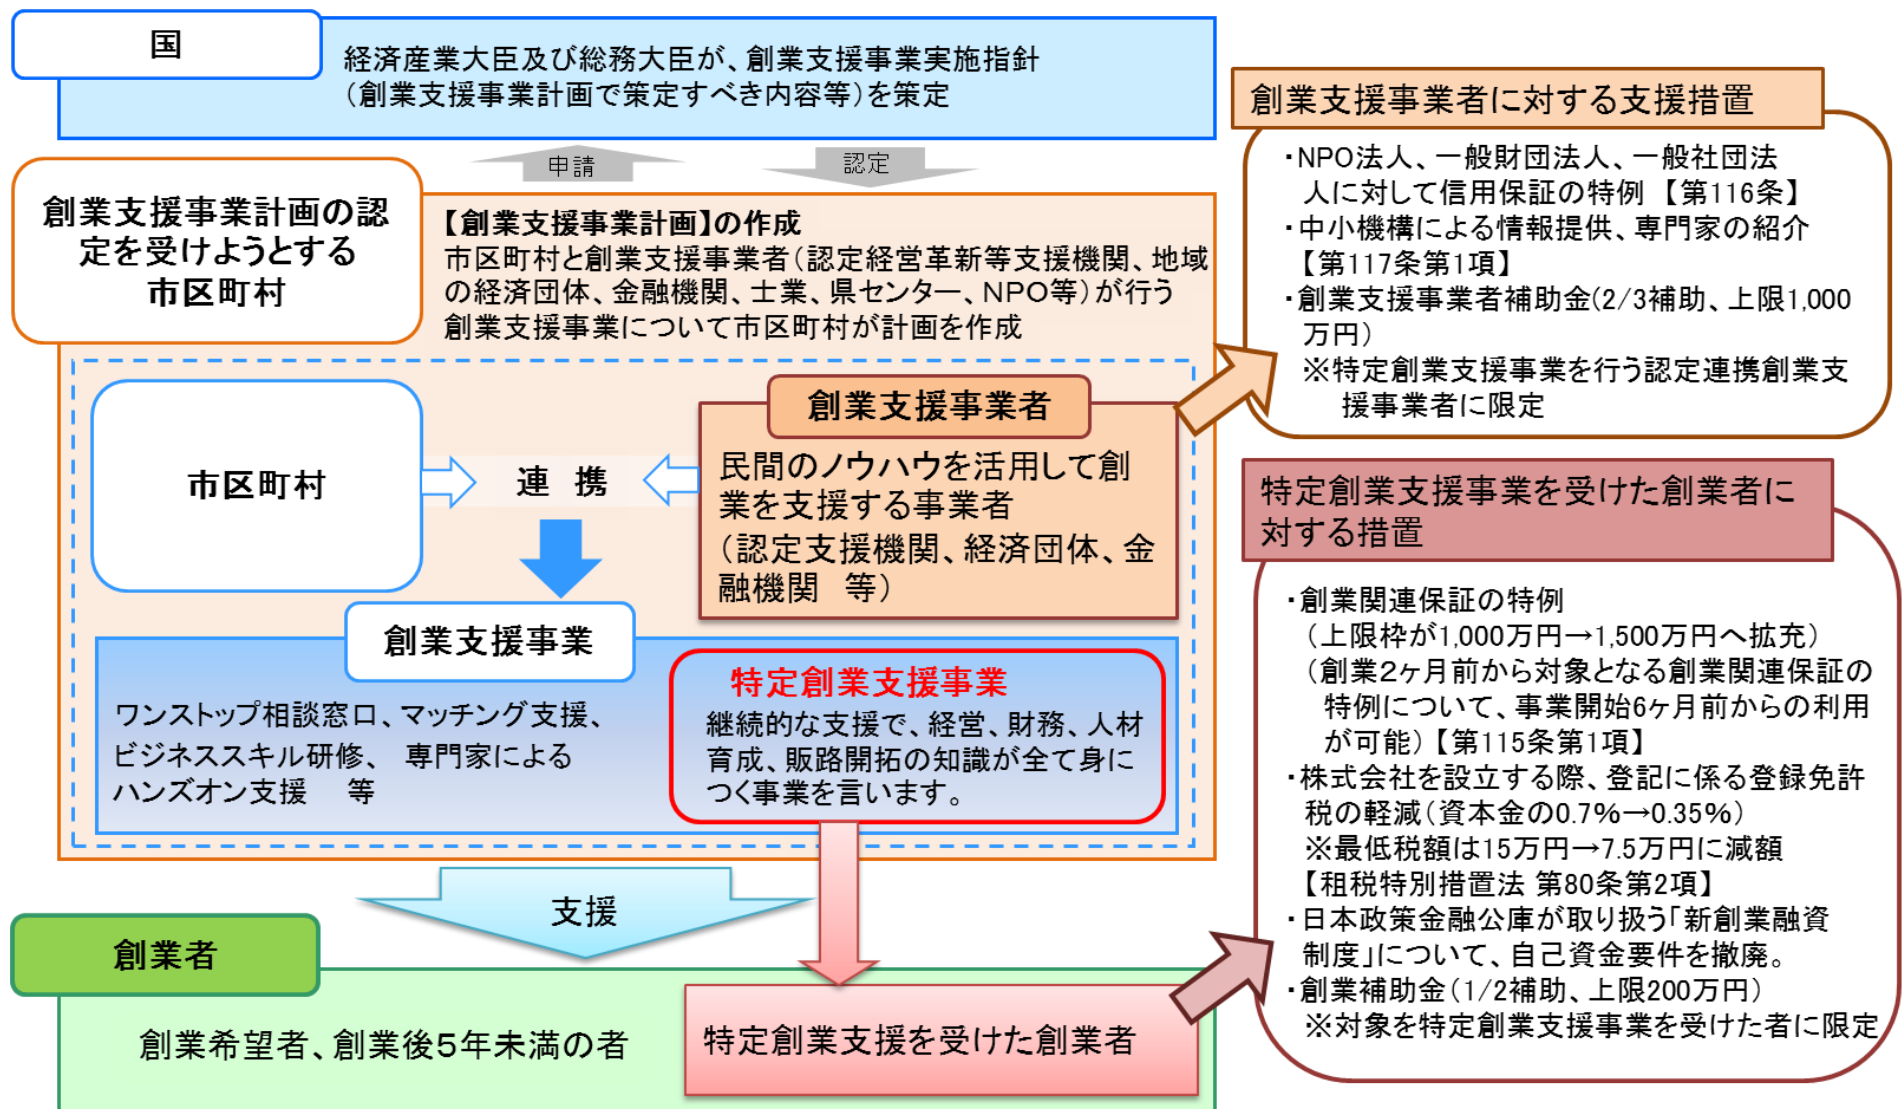 国
経済産業大臣及び総務大臣が、創業支援事業実施指針
（創業支援事業計画で策定すべき内容等）を策定
申請
認定
創業支援事業計画の認
定を受けようとする
市区町村
【創業支援事業計画】の作成
市区町村と創業支援事業者（認定経営革新等支援機関、地域
の経済団体、金融機関、士業、県センター、NPO等）が行う
創業支援事業について市区町村が計画を作成
市区町村
連 携
創業支援事業者
民間のノウハウを活用して創
業を支援する事業者
（認定支援機関、経済団体、金
融機関 等）
創業支援事業
ワンストップ相談窓口、マッチング支援、
ビジネススキル研修、 専門家による
ハンズオン支援 等
特定創業支援事業
継続的な支援で、経営、財務、人材
育成、販路開拓の知識が全て身に
つく事業を言います。
支援
創業者
創業希望者、創業後５年未満の者
特定創業支援を受けた創業者
創業支援事業者に対する支援措置
・NPO法人、一般財団法人、一般社団法
人に対して信用保証の特例 【第116条】
・中小機構による情報提供、専門家の紹介
【第117条第1項】
・創業支援事業者補助金(2/3補助、上限1,000
万円）
※特定創業支援事業を行う認定連携創業支
援事業者に限定
特定創業支援事業を受けた創業者に
対する措置
・創業関連保証の特例
（上限枠が1,000万円→1,500万円へ拡充）
（創業２ヶ月前から対象となる創業関連保証の
特例について、事業開始6ヶ月前からの利用
が可能）【第115条第1項】
・株式会社を設立する際、登記に係る登録免許
税の軽減（資本金の0.7%→0.35%）
※最低税額は15万円→7.5万円に減額
【租税特別措置法 第80条第2項】
・日本政策金融公庫が取り扱う「新創業融資
制度」について、自己資金要件を撤廃。
・創業補助金（1/2補助、上限200万円）
※対象を特定創業支援事業を受けた者に限定